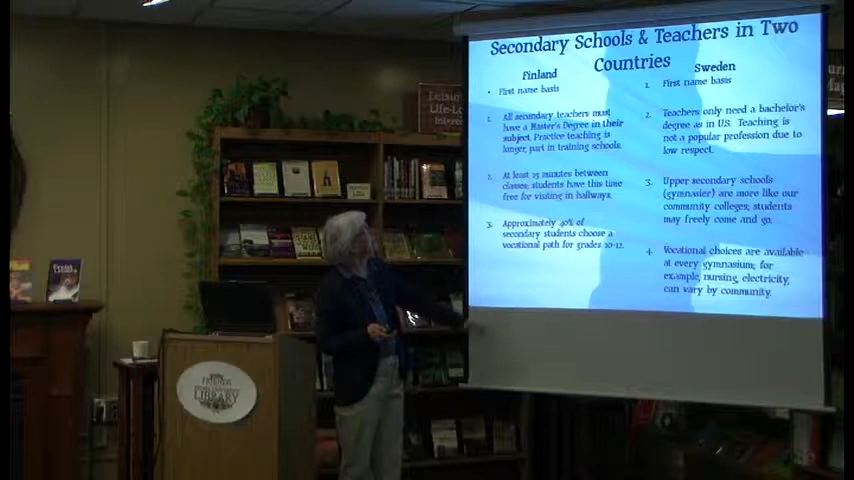 Secondary Schools & Teachers in Two
Countries
Finland
• First name basis
1. All secondary teachers must
have a Master's Degree in their
subject. Practice teaching is
longer, part in training schools.
2. At least 15 minutes between
classes; students have this time
free for visiting in hallways.
3. Approximately 40% of
secondary students choose a
vocational path for grades 10-12.
Sweden
1. First name basis
2. Teachers only need a bachelor's
degree as in U.S. Teaching is
not a popular profession due to
low respect.
3. Upper secondary schools
(gymnasier) are more like our
community colleges; students
may freely come and go.
4. Vocational choices are available
at every gymnasium; for
example, nursing, electricity,
can vary by community.
Leisure
Life-Lo
FRIENDS
LIBRARY